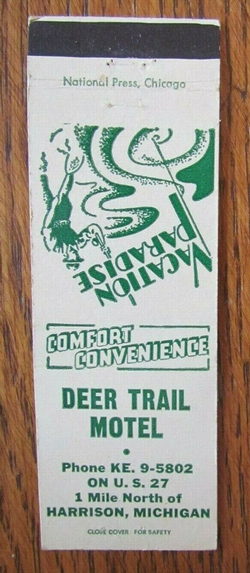 National Press, Chicago
VACATION
PARADISE
COMFORT
CONVENIENCE
DEER TRAIL
MOTEL
•
Phone KE. 9-5802
ON U. S. 27
1 Mile North of
HARRISON, MICHIGAN
CLOSE COVER FOR SAFETY